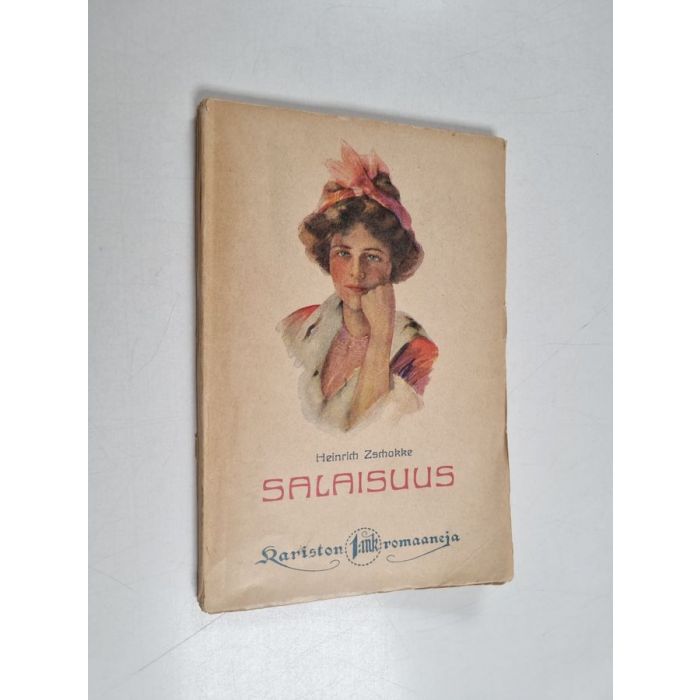 Heinrich Zschokke
SALAISUUS
Kariston 1:mk romaaneja